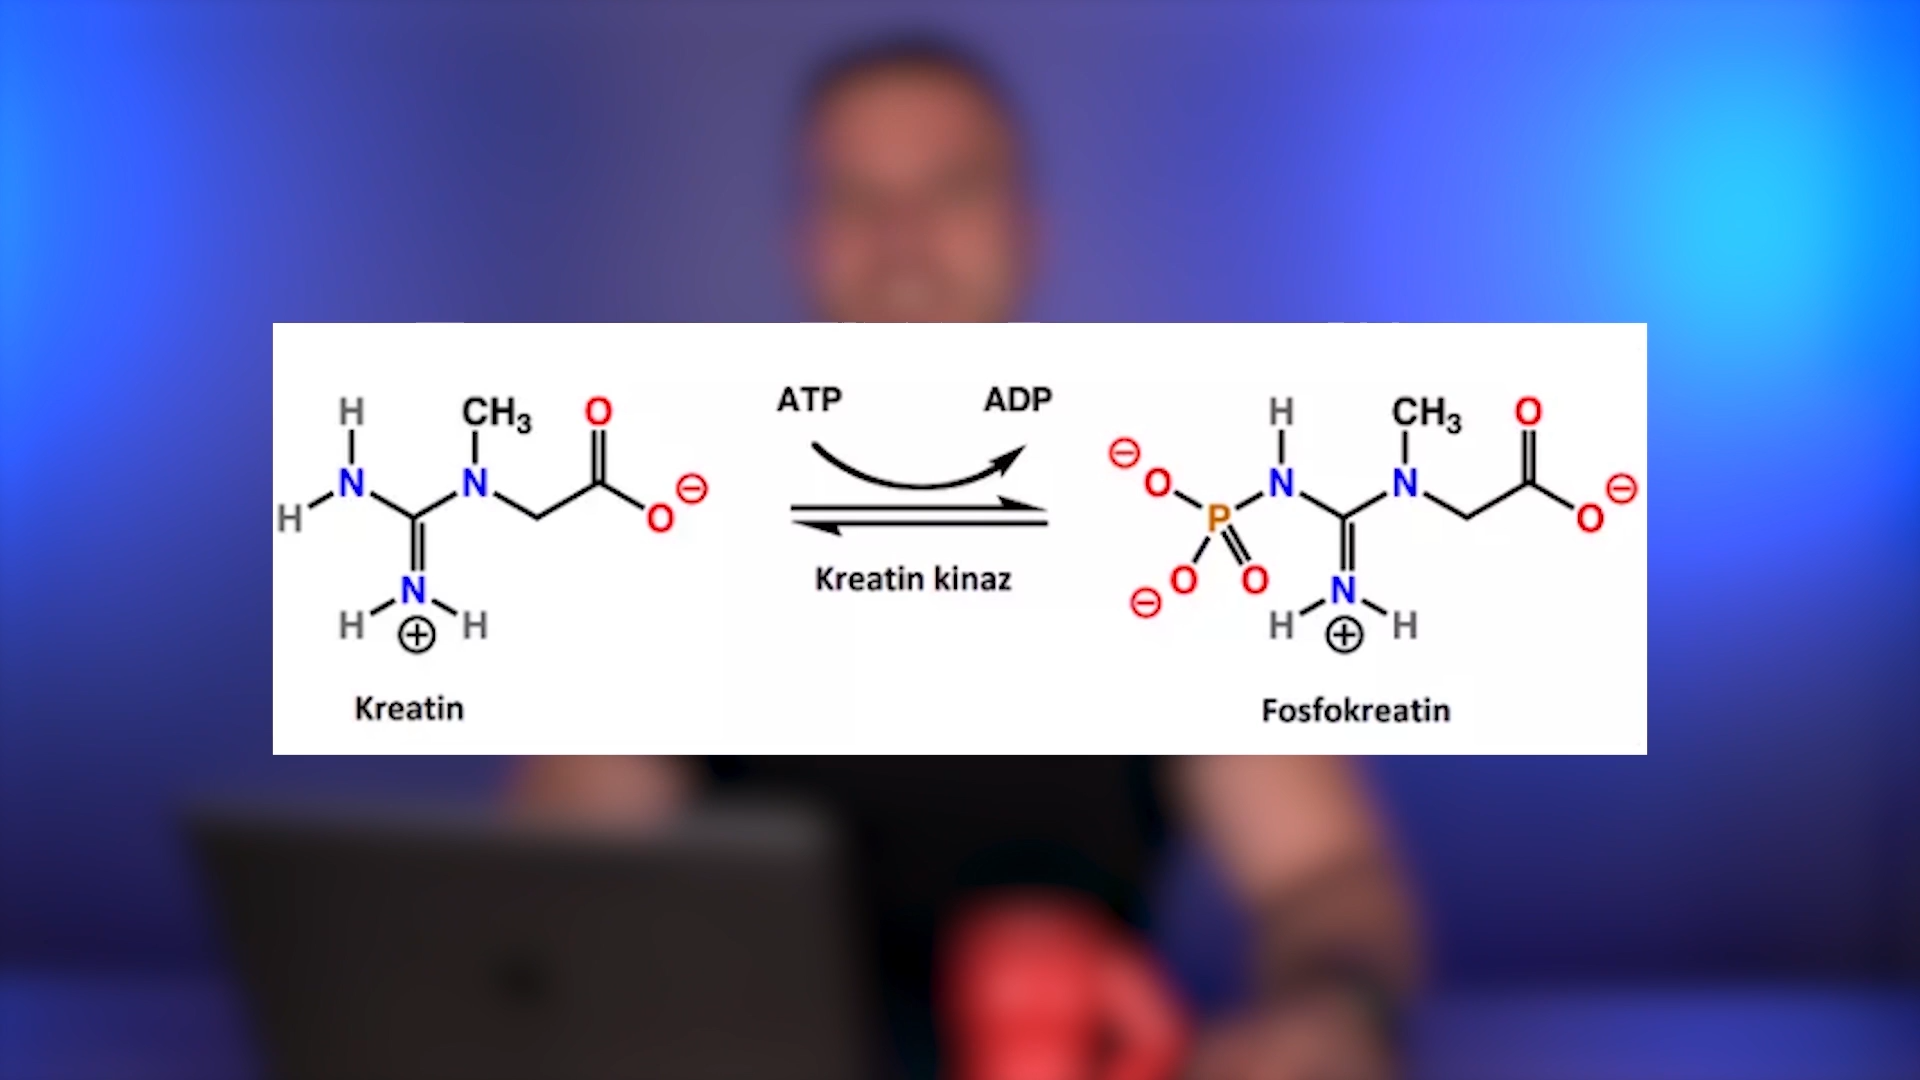 ATP ADP
H CH3 O
H N N O ⊖
N
H ⊕ H
Kreatin kinaz
Kreatin
H CH3 O
⊖ O N N O ⊖
P
O O N
⊖ H ⊕ H
Fosfokreatin